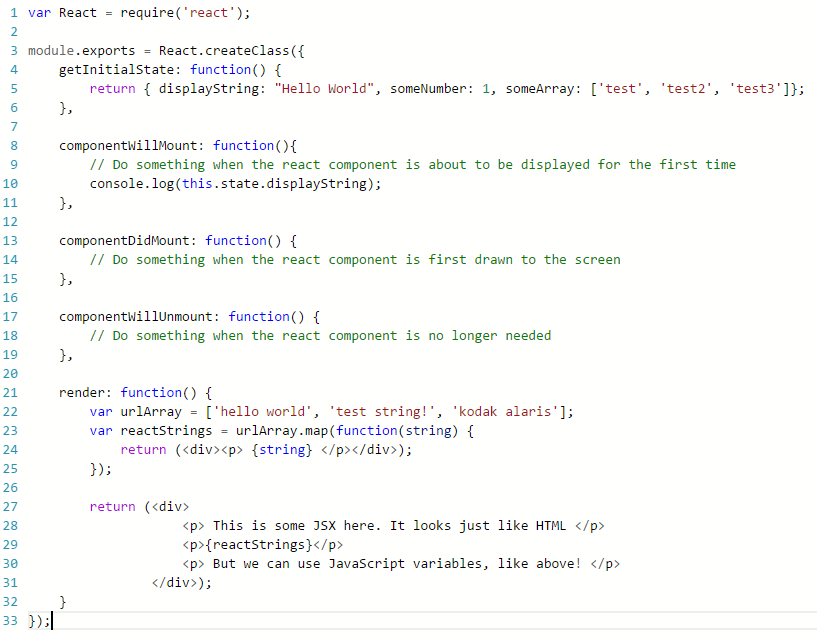 1 var React = require('react');
2
3 module.exports = React.createClass({
4     getInitialState: function() {
5         return { displayString: "Hello World", someNumber: 1, someArray: ['test', 'test2', 'test3']};
6     },
7
8     componentWillMount: function(){
9         // Do something when the react component is about to be displayed for the first time
10         console.log(this.state.displayString);
11     },
12
13     componentDidMount: function() {
14         // Do something when the react component is first drawn to the screen
15     },
16
17     componentWillUnmount: function() {
18         // Do something when the react component is no longer needed
19     },
20
21     render: function() {
22         var urlArray = ['hello world', 'test string!', 'kodak alaris'];
23         var reactStrings = urlArray.map(function(string) {
24             return (<div><p> {string} </p></div>);
25         });
26
27         return (<div>
28                     <p> This is some JSX here. It looks just like HTML </p>
29                     <p>{reactStrings}</p>
30                     <p> But we can use JavaScript variables, like above! </p>
31                 </div>);
32     }
33 });